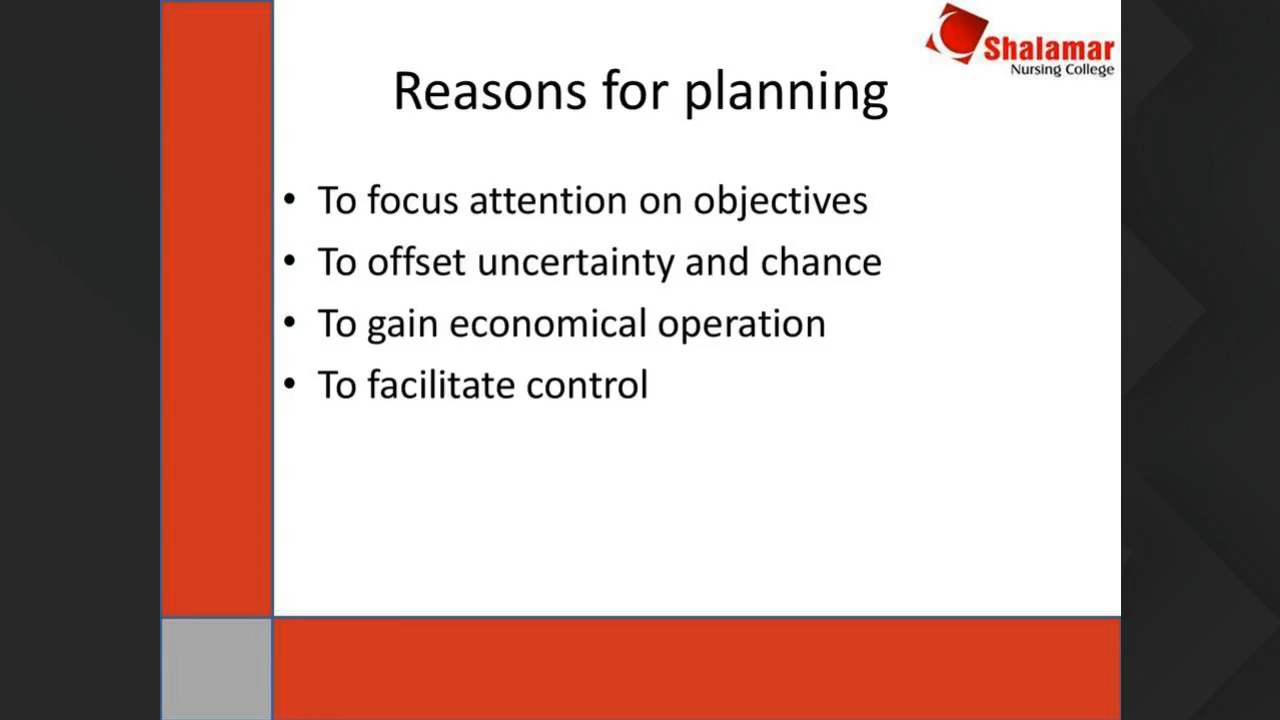 Shalamar
Nursing College
Reasons for planning
• To focus attention on objectives
• To offset uncertainty and chance
• To gain economical operation
• To facilitate control